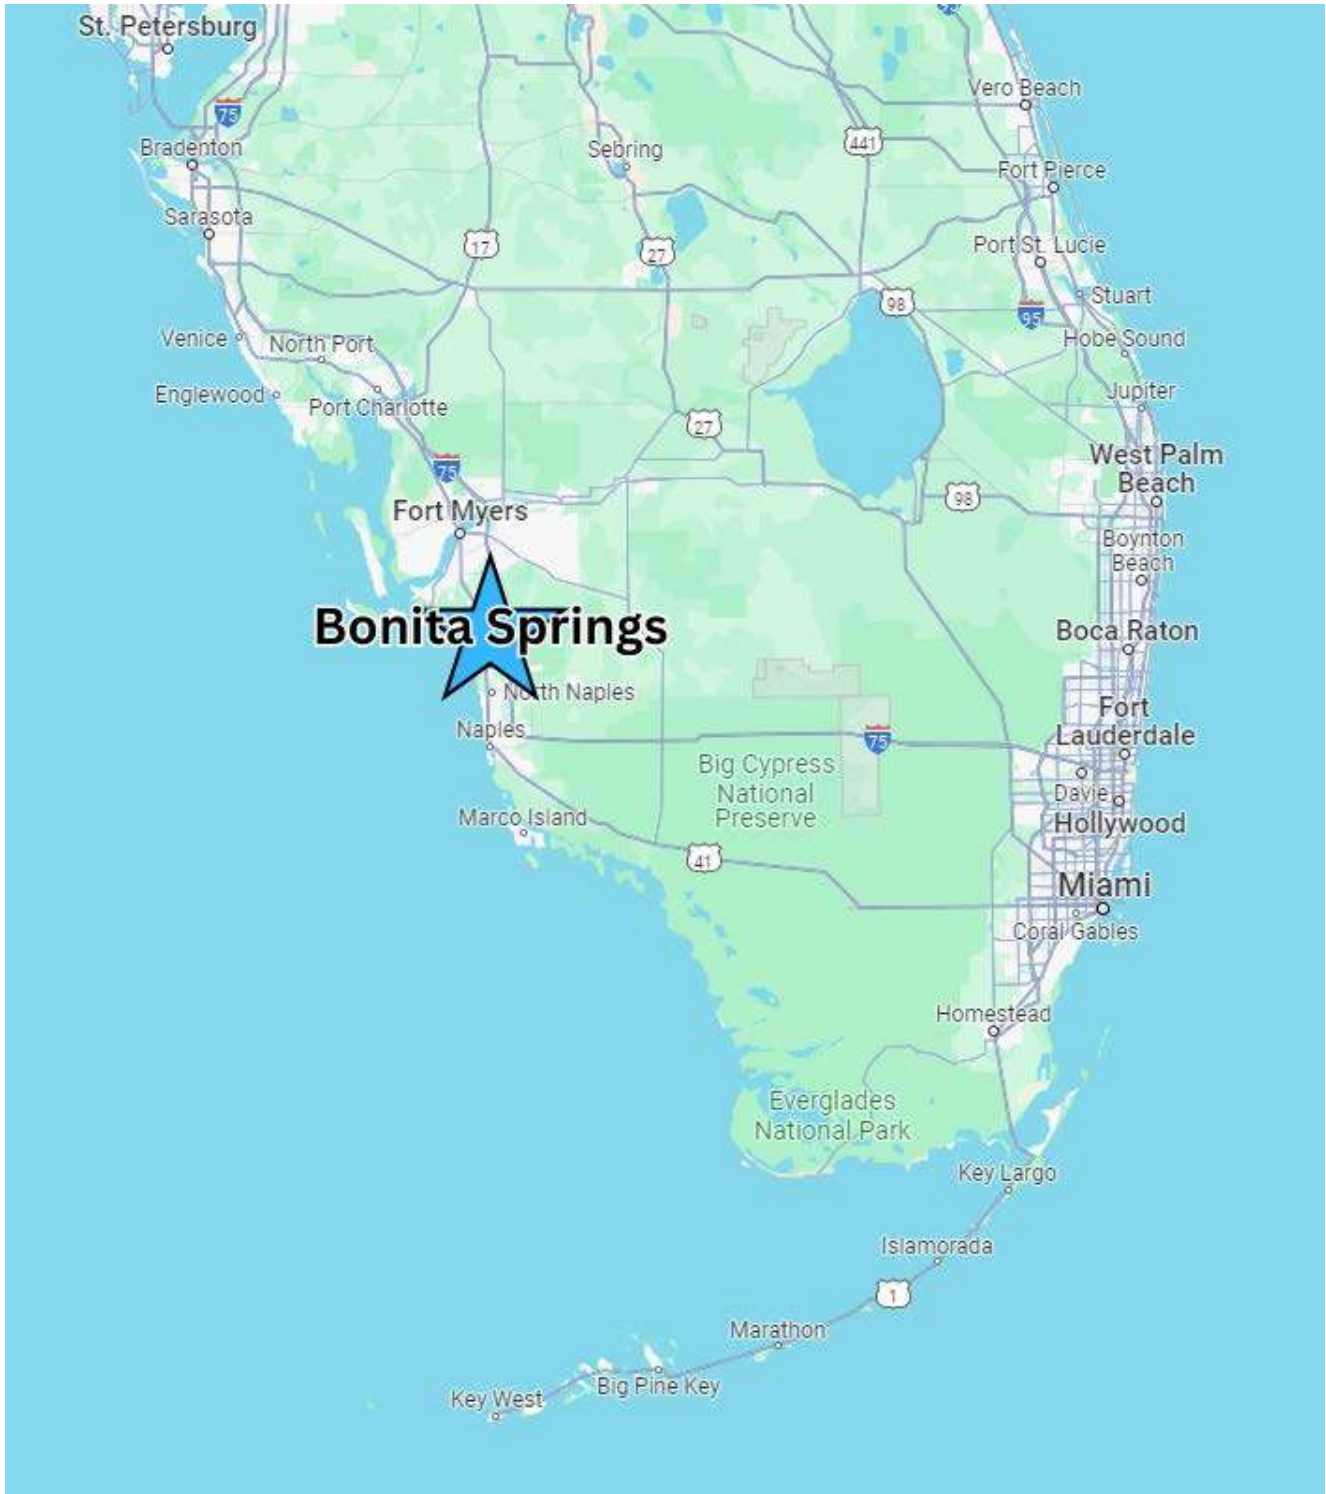 St. Petersburg
95
Vero Beach
75
441
Bradenton
Sebring
Fort Pierce
Sarasota
17
27
Port St. Lucie
98
Stuart
95
Venice
North Port
Hobe Sound
Englewood
Port Charlotte
Jupiter
27
75
West Palm
Beach
98
Fort Myers
Boynton
Beach
Bonita Springs
Boca Raton
North Naples
Fort
Lauderdale
Naples
75
Big Cypress
National
Preserve
Davie
Marco Island
Hollywood
41
Miami
Coral Gables
Homestead
Everglades
National Park
Key Largo
Islamorada
1
Marathon
Big Pine Key
Key West